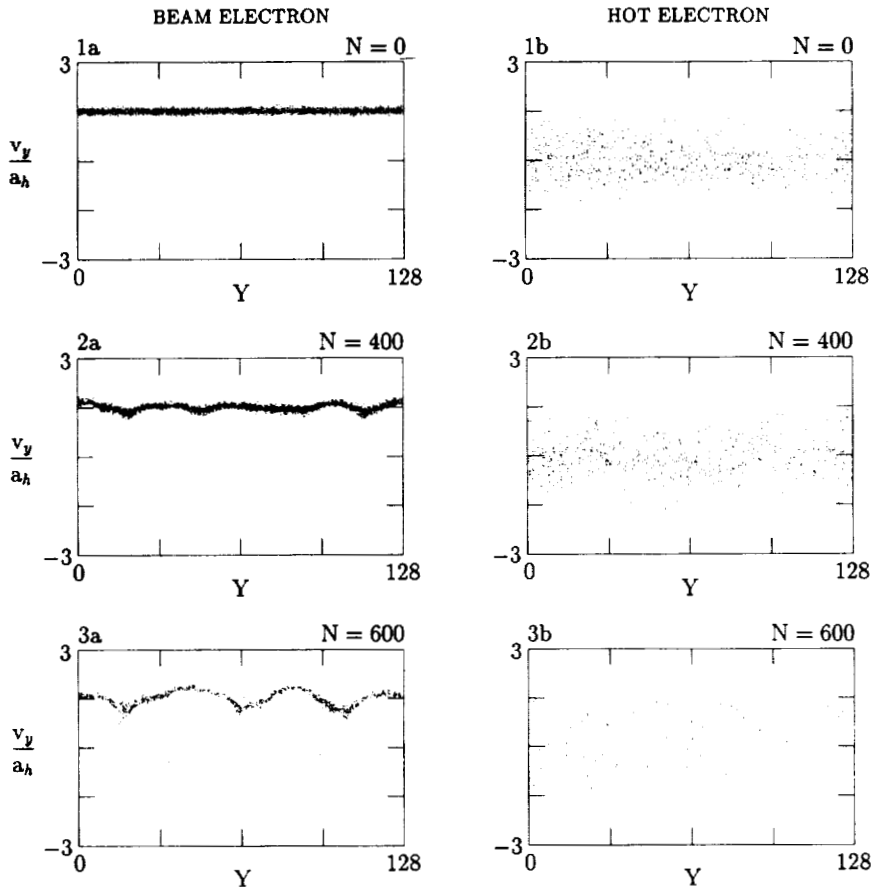 BEAM ELECTRON
HOT ELECTRON
1a N = 0
1b N = 0
3
v_y
a_h
−3
0 128
Y
−3
0 128
Y
3
2a N = 400
2b N = 400
3
v_y
a_h
−3
0 128
Y
3
−3
0 128
Y
3a N = 600
3b N = 600
3
v_y
a_h
−3
0 128
Y
3
−3
0 128
Y